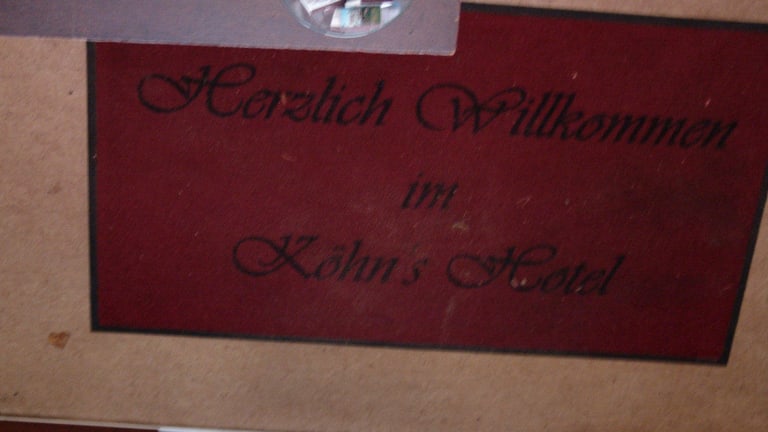 Herzlich Willkommen
im
Köhn's Hotel